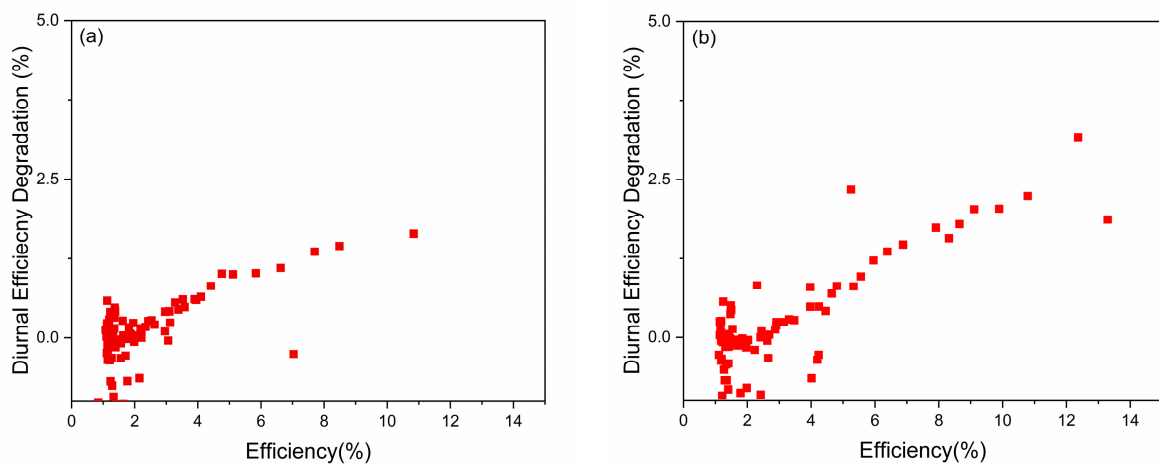 (a)
Diurnal Efficiecny Degradation (%)
5.0
2.5
0.0
0 2 4 6 8 10 12 14
Efficiency(%)
(b)
Diurnal Efficiency Degradation (%)
5.0
2.5
0.0
0 2 4 6 8 10 12 14
Efficiency(%)